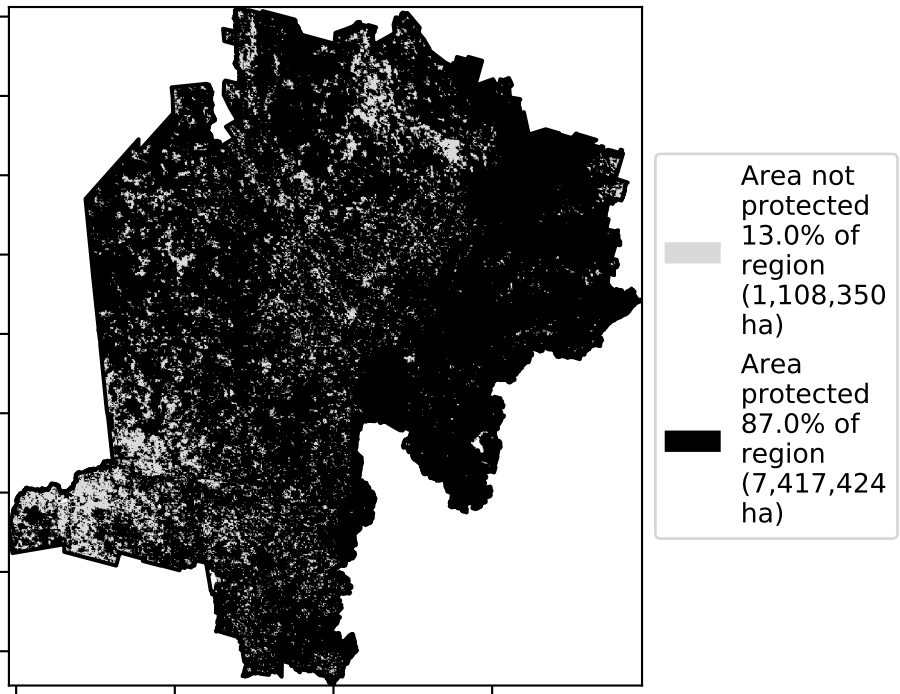 Area not
protected
13.0% of
region
(1,108,350
ha)
Area
protected
87.0% of
region
(7,417,424
ha)